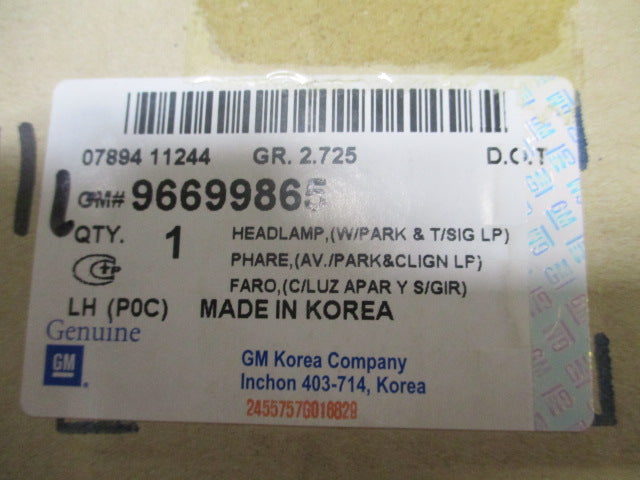 07894 11244 GR. 2.725 D.O.T
GM# 96699865
QTY. 1
HEADLAMP,(W/PARK & T/SIG LP)
PHARE,(AV./PARK&CLIGN LP)
FARO,(C/LUZ APAR Y S/GIR)
LH (P0C) MADE IN KOREA
Genuine
GM
GM Korea Company
Inchon 403-714, Korea
2455757G016829